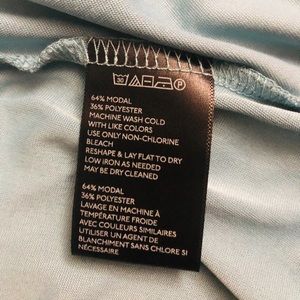 30 P
64% MODAL
36% POLYESTER
MACHINE WASH COLD
WITH LIKE COLORS
USE ONLY NON-CHLORINE
BLEACH
RESHAPE & LAY FLAT TO DRY
LOW IRON AS NEEDED
MAY BE DRY CLEANED
64% MODAL
36% POLYESTER
LAVAGE EN MACHINE À
TEMPÉRATURE FROIDE
AVEC COULEURS SIMILAIRES
UTILISER UN AGENT DE
BLANCHIMENT SANS CHLORE SI
NÉCESSAIRE